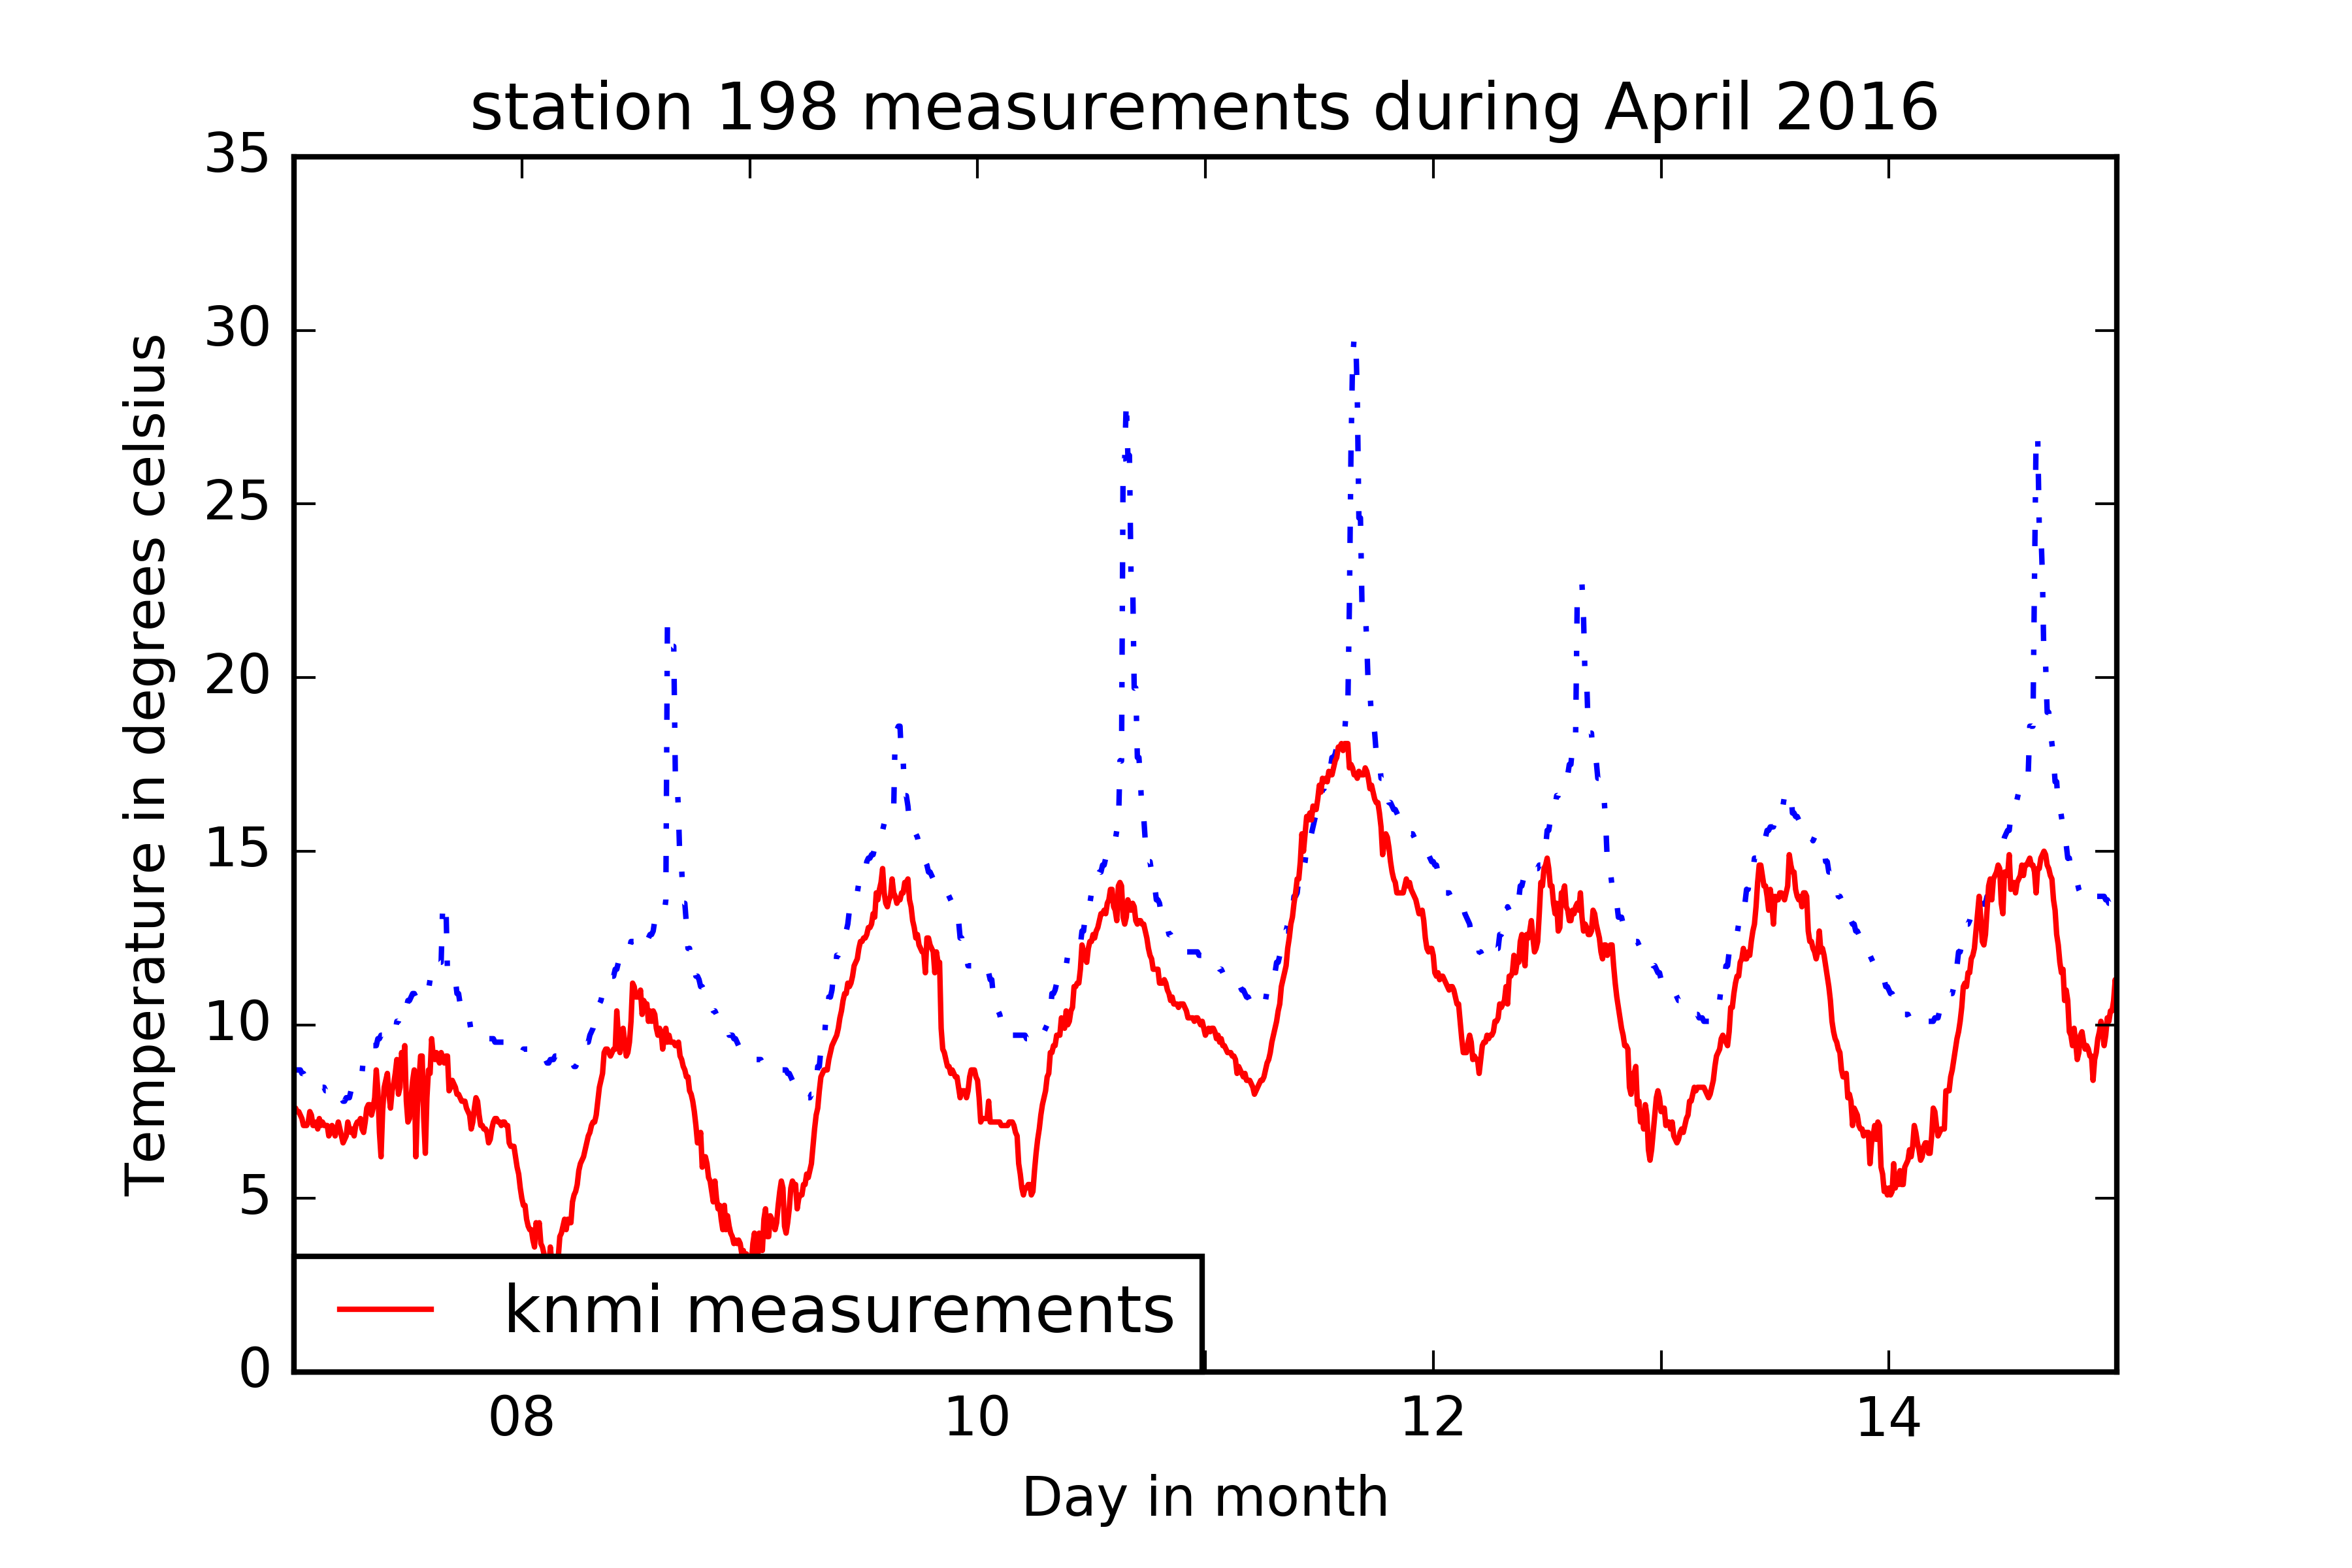 station 198 measurements during April 2016
Temperature in degrees celsius
35
30
25
20
15
10
5
0
knmi measurements
08 10 12 14
Day in month